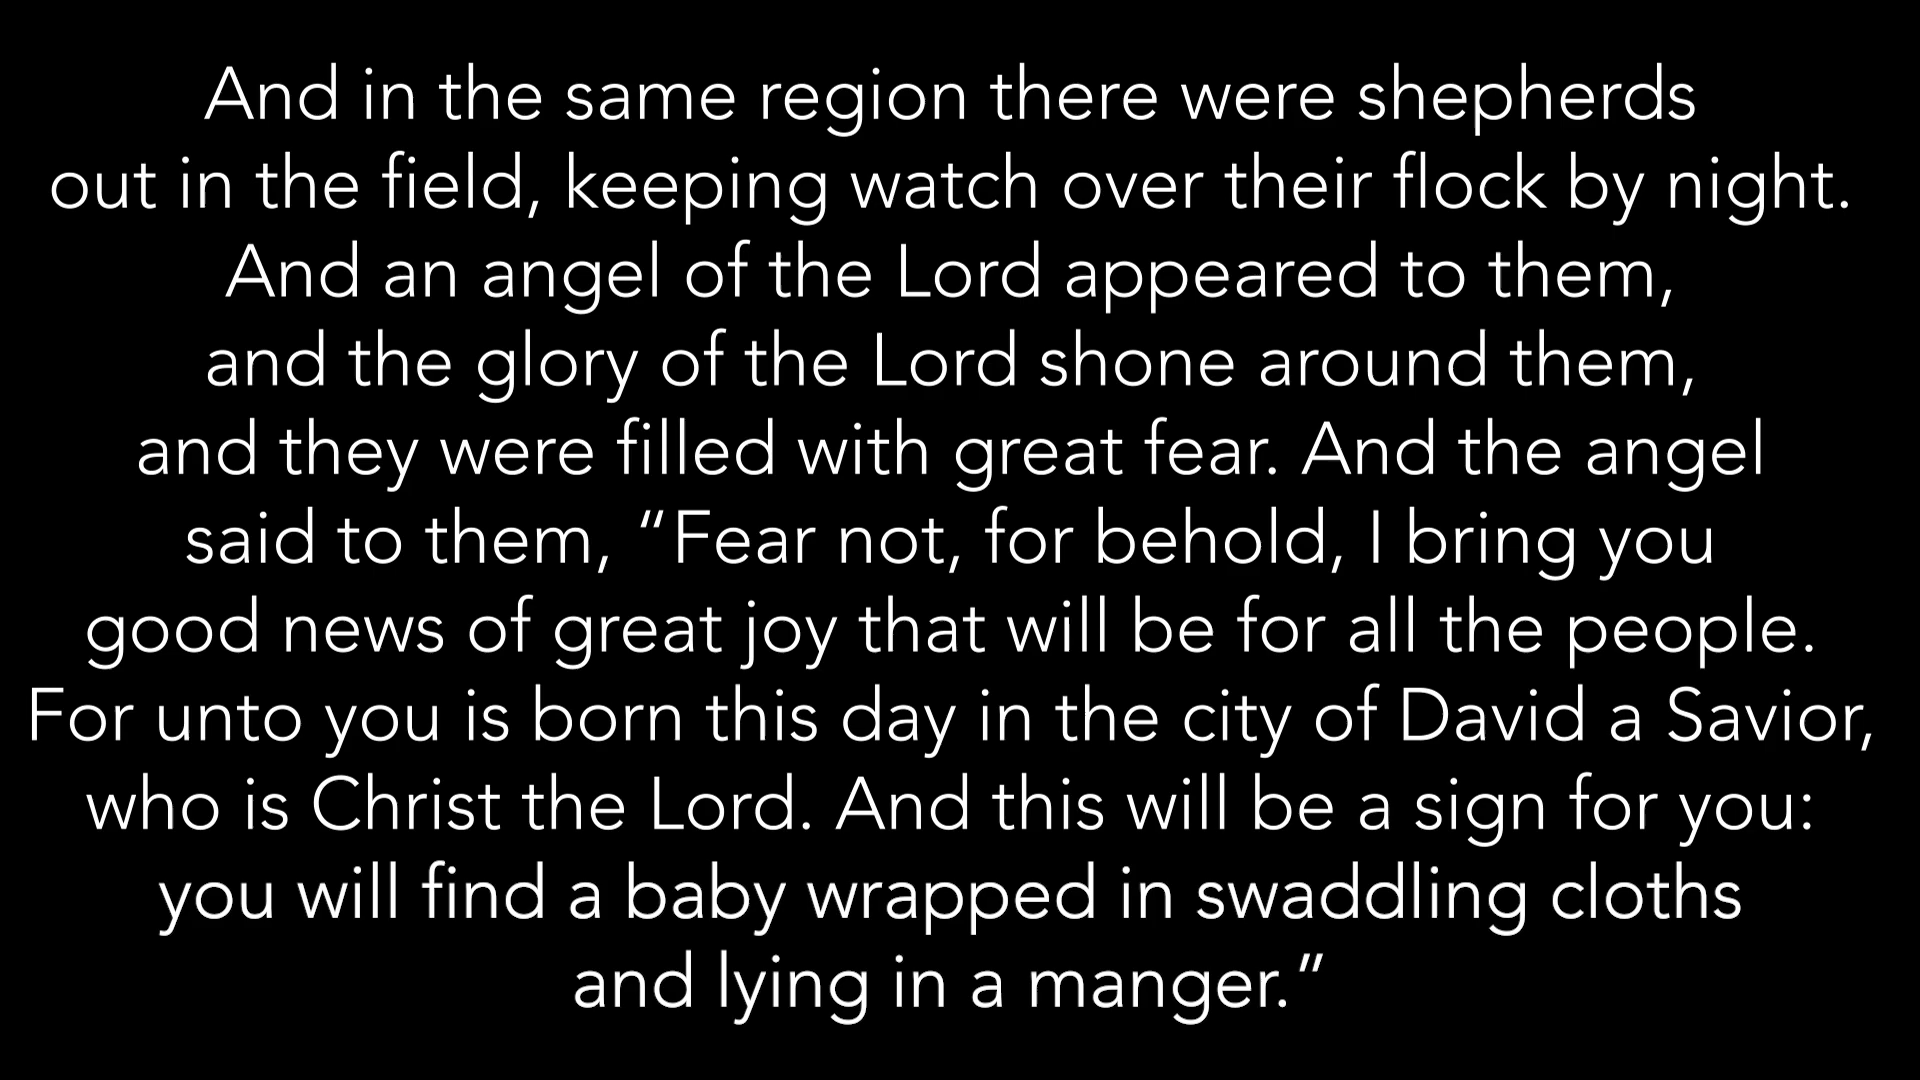 And in the same region there were shepherds
out in the field, keeping watch over their flock by night.
And an angel of the Lord appeared to them,
and the glory of the Lord shone around them,
and they were filled with great fear. And the angel
said to them, “Fear not, for behold, I bring you
good news of great joy that will be for all the people.
For unto you is born this day in the city of David a Savior,
who is Christ the Lord. And this will be a sign for you:
you will find a baby wrapped in swaddling cloths
and lying in a manger.”